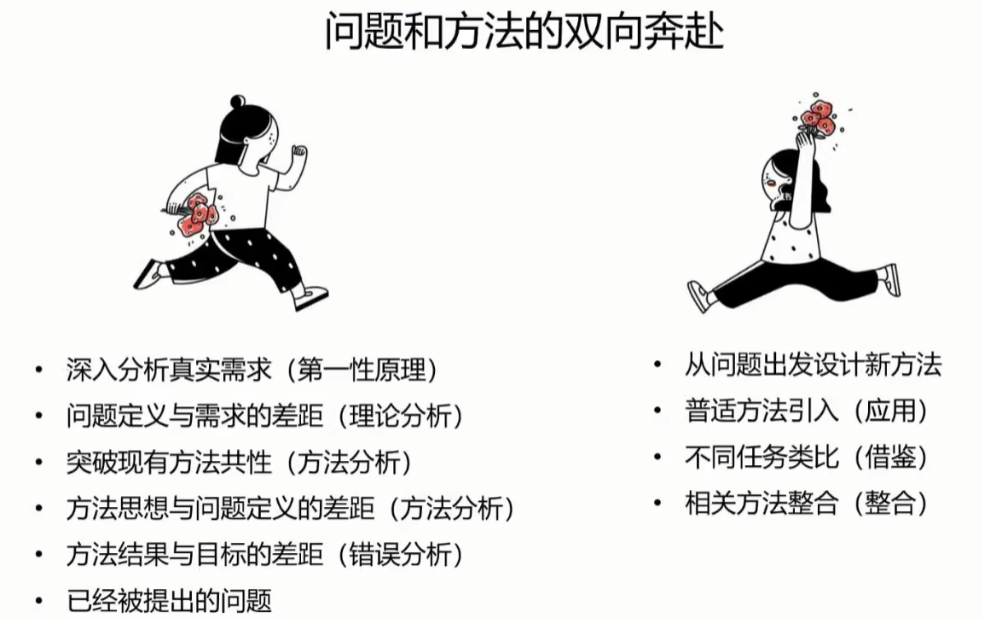 问题和方法的双向奔赴
• 深入分析真实需求（第一性原理）
• 问题定义与需求的差距（理论分析）
• 突破现有方法共性（方法分析）
• 方法思想与问题定义的差距（方法分析）
• 方法结果与目标的差距（错误分析）
• 已经被提出的问题
• 从问题出发设计新方法
• 普适方法引入（应用）
• 不同任务类比（借鉴）
• 相关方法整合（整合）